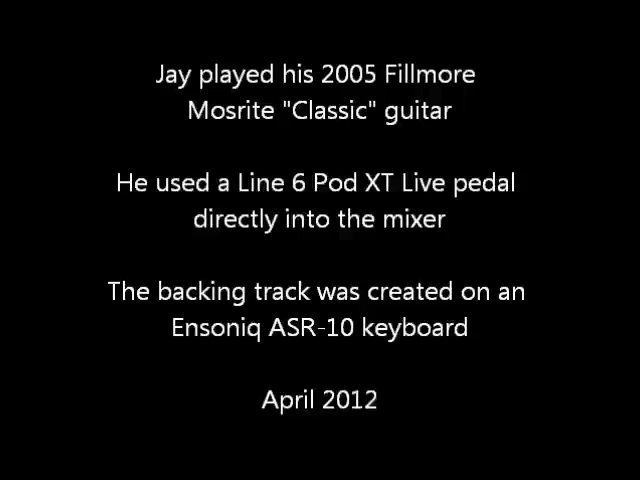 Jay played his 2005 Fillmore
Mosrite "Classic" guitar
He used a Line 6 Pod XT Live pedal
directly into the mixer
The backing track was created on an
Ensoniq ASR-10 keyboard
April 2012